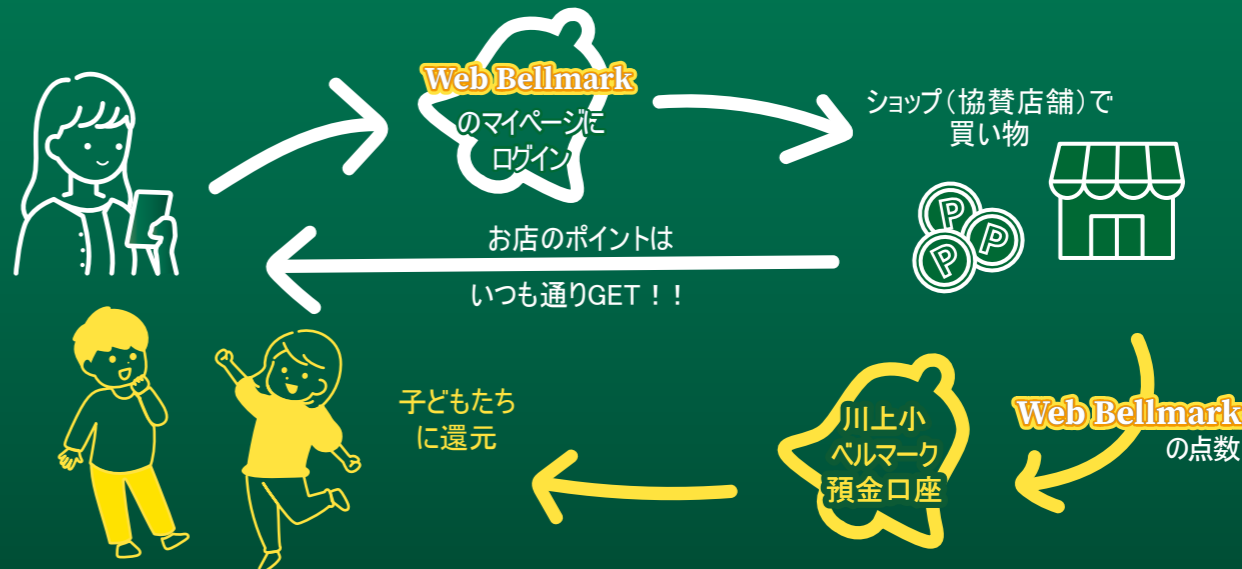 Web Bellmark
のマイページに
ログイン
ショップ（協賛店舗）で
買い物
P
P
P
お店のポイントは
いつも通りGET！！
Web Bellmark
の点数
川上小
ベルマーク
預金口座
子どもたち
に還元